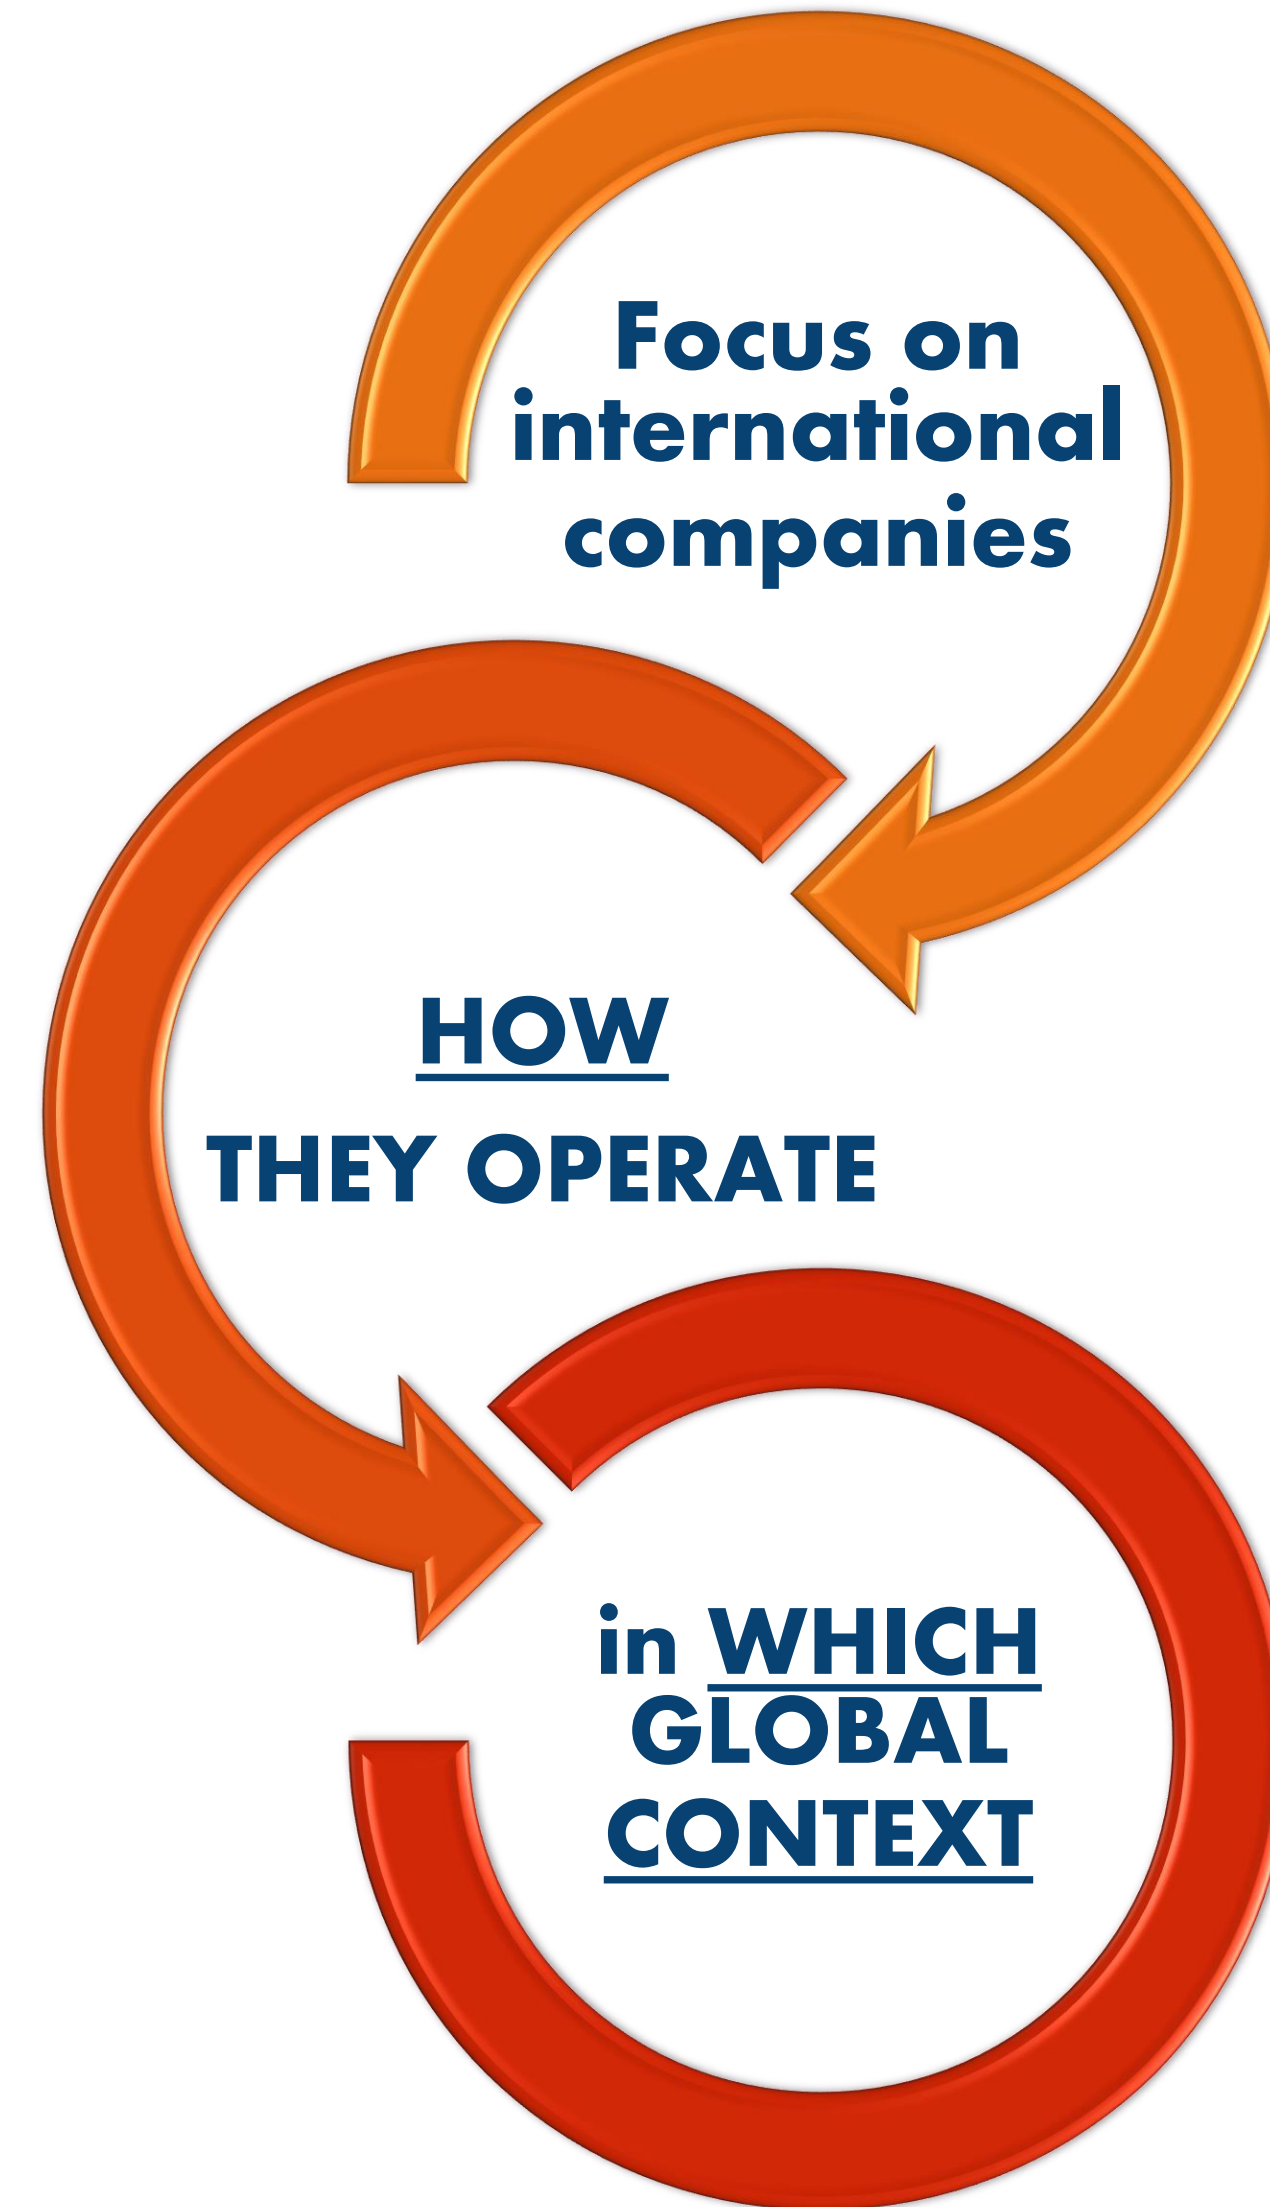 Focus on
international
companies
HOW
THEY OPERATE
in WHICH
GLOBAL
CONTEXT